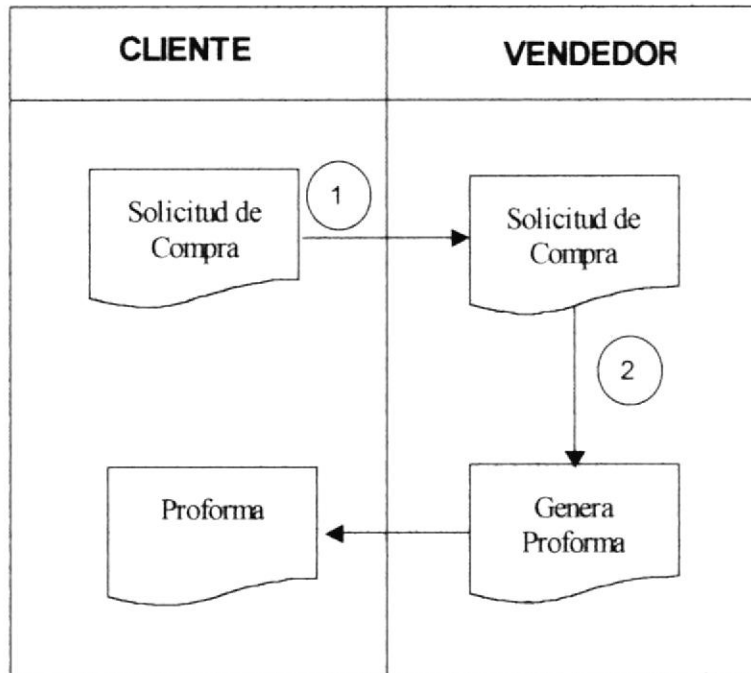 CLIENTE
VENDEDOR
Solicitud de
Compra
1
Solicitud de
Compra
2
Proforma
Genera
Proforma